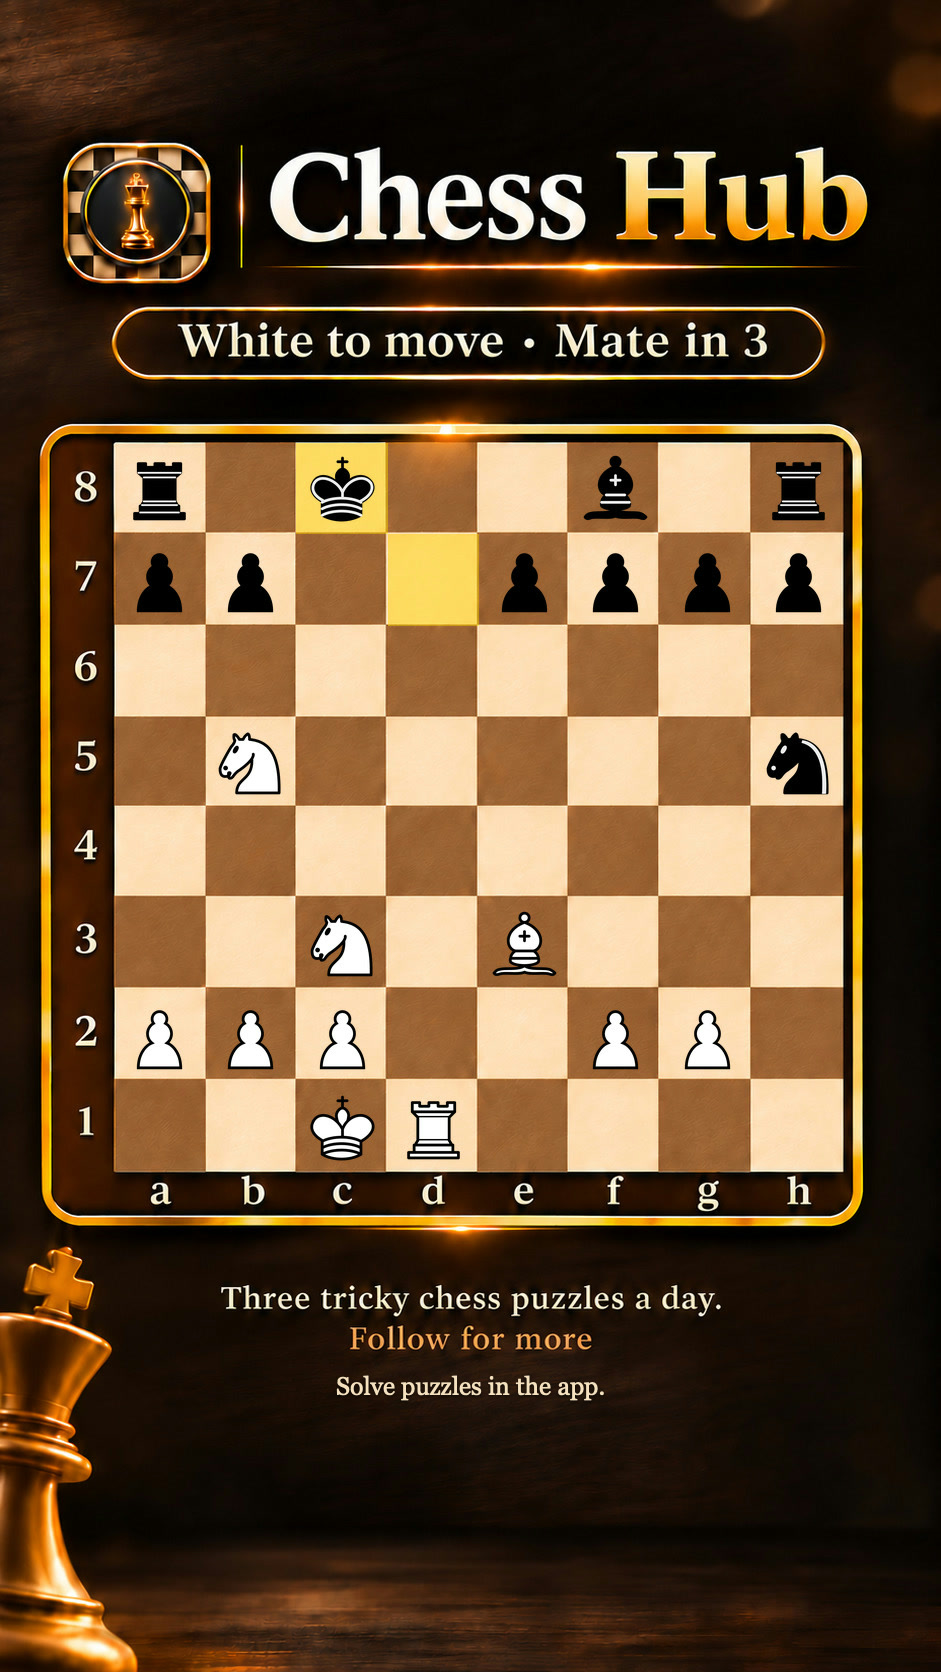 Chess Hub
White to move • Mate in 3
8
7
6
5
4
3
2
1
a b c d e f g h
Three tricky chess puzzles a day.
Follow for more
Solve puzzles in the app.